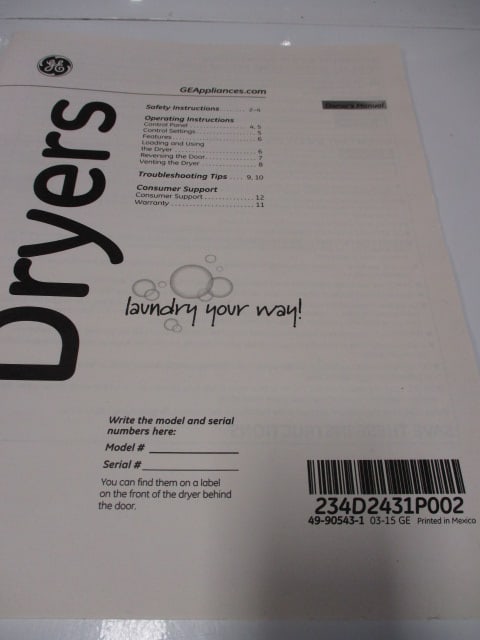 GE
GEAppliances.com
Owner's Manual
Dryers
Safety Instructions . . . . . . . . 2–4
Operating Instructions
Control Panel . . . . . . . . . . . . . . . . 4, 5
Control Settings . . . . . . . . . . . . . . . . 5
Features . . . . . . . . . . . . . . . . . . . . . . 6
Loading and Using
the Dryer . . . . . . . . . . . . . . . . . . . . . 6
Reversing the Door . . . . . . . . . . . . . 7
Venting the Dryer . . . . . . . . . . . . . . 8
Troubleshooting Tips . . . . 9, 10
Consumer Support
Consumer Support . . . . . . . . . . . . 12
Warranty . . . . . . . . . . . . . . . . . . . . . 11
laundry your way!
Write the model and serial
numbers here:
Model # ______________
Serial # ______________
You can find them on a label
on the front of the dryer behind
the door.
234D2431P002
49-90543-1 03-15 GE Printed in Mexico